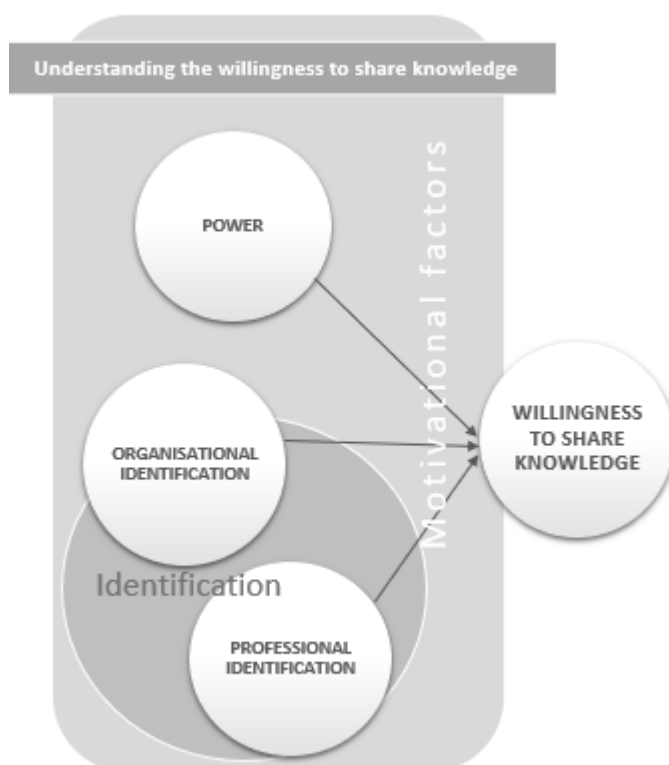 Understanding the willingness to share knowledge
POWER
Motivational factors
ORGANISATIONAL
IDENTIFICATION
WILLINGNESS
TO SHARE
KNOWLEDGE
Identification
PROFESSIONAL
IDENTIFICATION